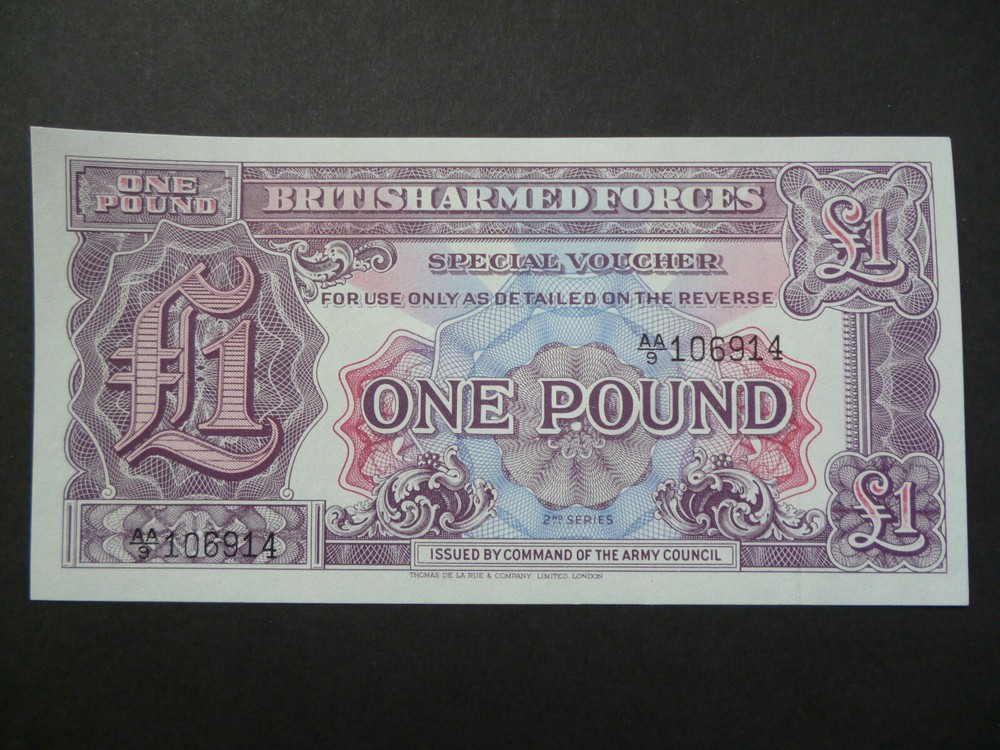 ONE
POUND
BRITISH ARMED FORCES
£1
SPECIAL VOUCHER
FOR USE ONLY AS DETAILED ON THE REVERSE
AA/9 106914
£1
ONE POUND
2ND SERIES
£1
AA/9 106914
ISSUED BY COMMAND OF THE ARMY COUNCIL
THOMAS DE LA RUE & COMPANY, LIMITED, LONDON